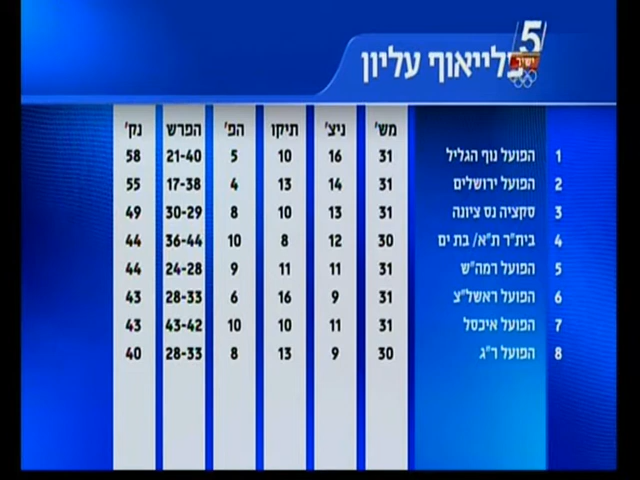 5
ישיר
פלייאוף עליון
מש' ניצ' תיקו הפ' הפרש נק'
1 הפועל נוף הגליל 31 16 10 5 21-40 58
2 הפועל ירושלים 31 14 13 4 17-38 55
3 סקציה נס ציונה 31 13 10 8 30-29 49
4 בית"ר ת"א/ בת ים 30 12 8 10 36-44 44
5 הפועל רמה"ש 31 11 11 9 24-28 44
6 הפועל ראשל"צ 31 9 16 6 28-33 43
7 הפועל איכסל 31 11 10 10 43-42 43
8 הפועל ר"ג 30 9 13 8 28-33 40